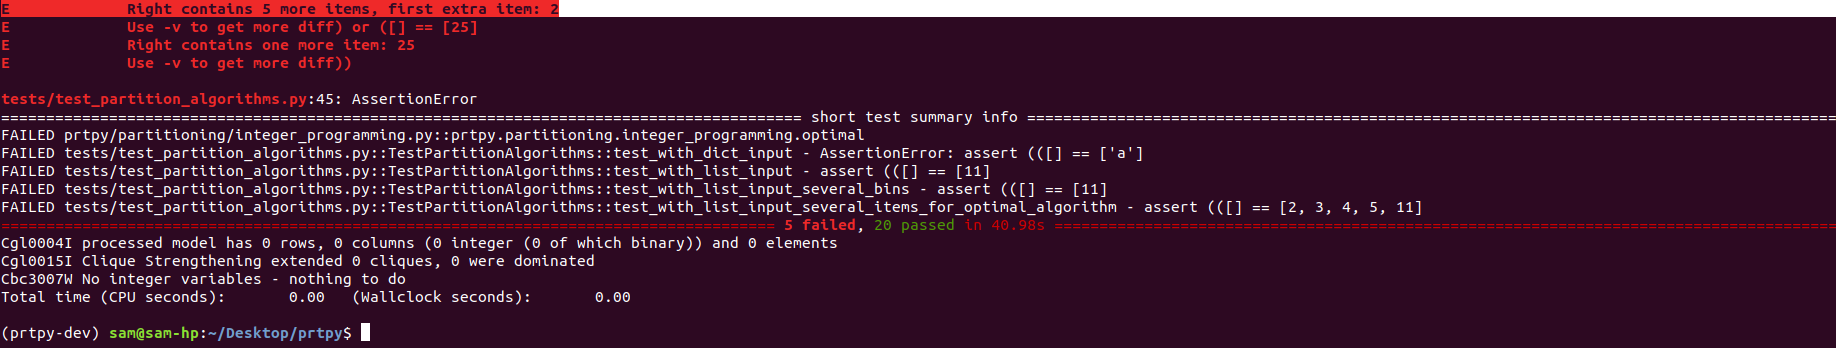 E             Right contains 5 more items, first extra item: 2
E             Use -v to get more diff) or ([] == [25]
E             Right contains one more item: 25
E             Use -v to get more diff))
tests/test_partition_algorithms.py:45: AssertionError
========================================================================================= short test summary info ==========================================================================================
FAILED prtpy/partitioning/integer_programming.py::prtpy.partitioning.integer_programming.optimal
FAILED tests/test_partition_algorithms.py::TestPartitionAlgorithms::test_with_dict_input - AssertionError: assert (([] == ['a']
FAILED tests/test_partition_algorithms.py::TestPartitionAlgorithms::test_with_list_input - assert (([] == [11]
FAILED tests/test_partition_algorithms.py::TestPartitionAlgorithms::test_with_list_input_several_bins - assert (([] == [11]
FAILED tests/test_partition_algorithms.py::TestPartitionAlgorithms::test_with_list_input_several_items_for_optimal_algorithm - assert (([] == [2, 3, 4, 5, 11]
====================================================================================== 5 failed, 20 passed in 40.98s =======================================================================================
Cgl0004I processed model has 0 rows, 0 columns (0 integer (0 of which binary)) and 0 elements
Cgl0015I Clique Strengthening extended 0 cliques, 0 were dominated
Cbc3007W No integer variables - nothing to do
Total time (CPU seconds):       0.00   (Wallclock seconds):       0.00
(prtpy-dev) sam@sam-hp:~/Desktop/prtpy$